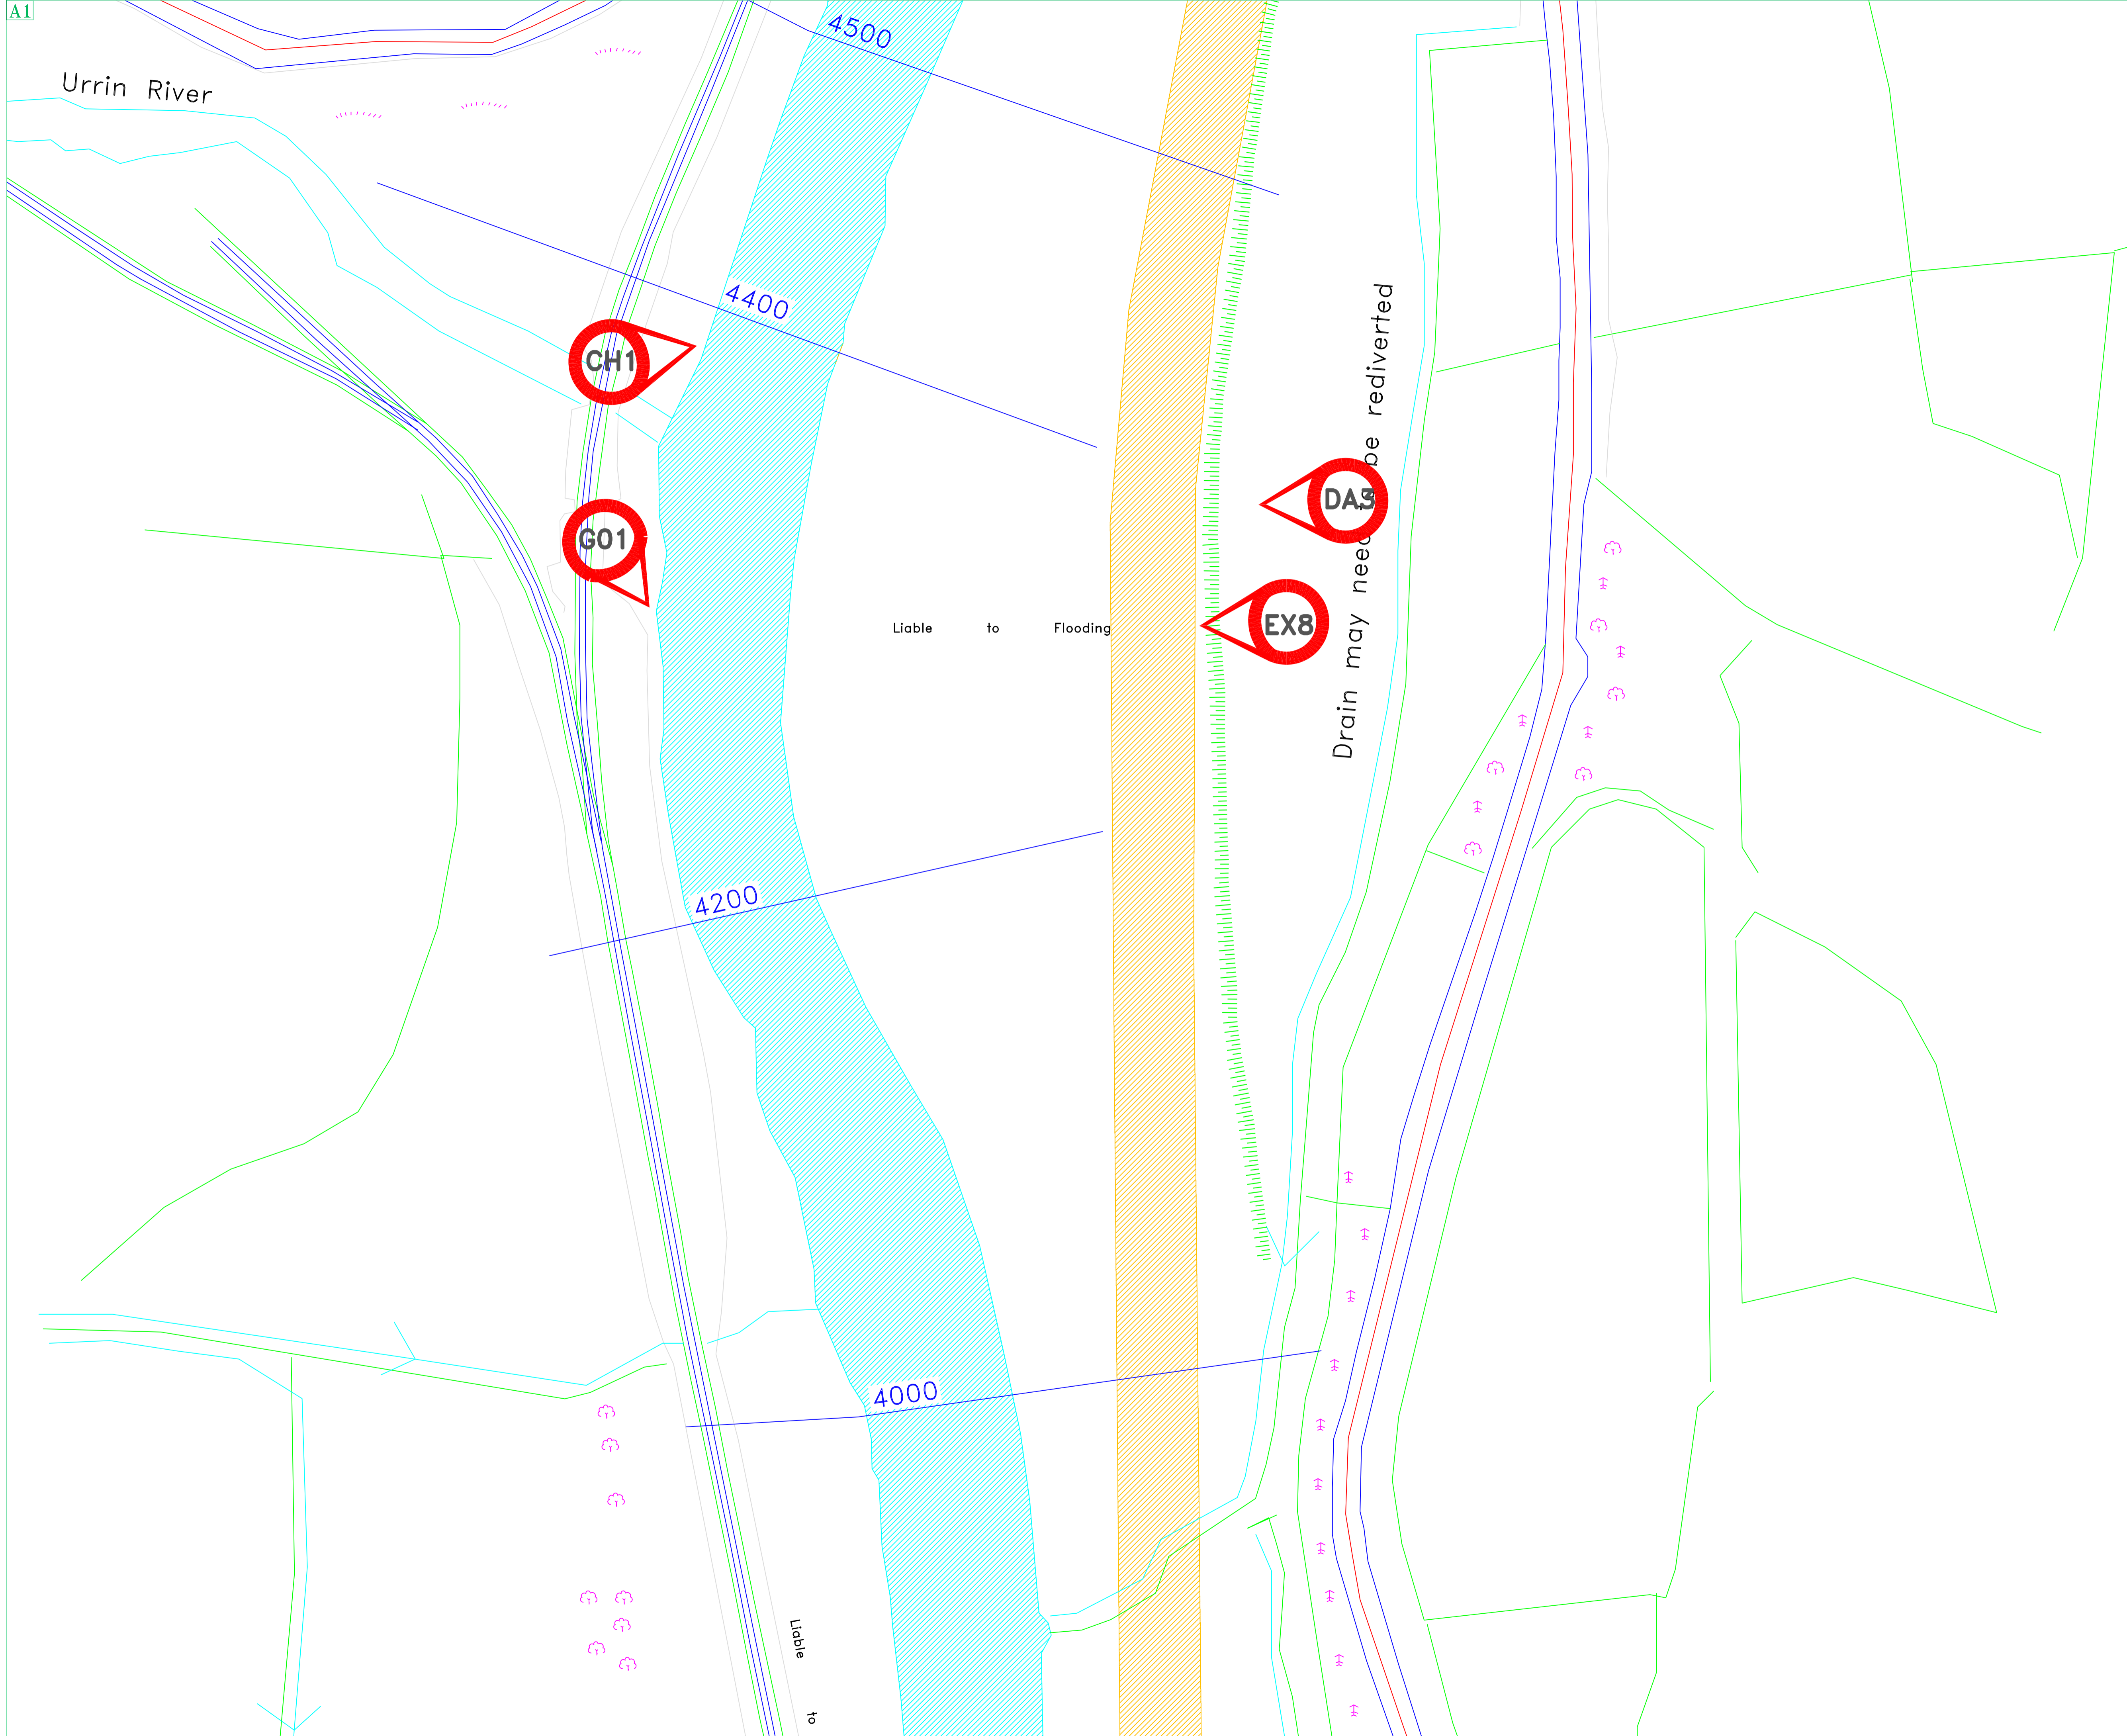 A1
4500
Urrin River
4400
CH1
Drain may need to be rediverted
DA3
G01
EX8
Liable to Flooding
4200
4000
Liable to